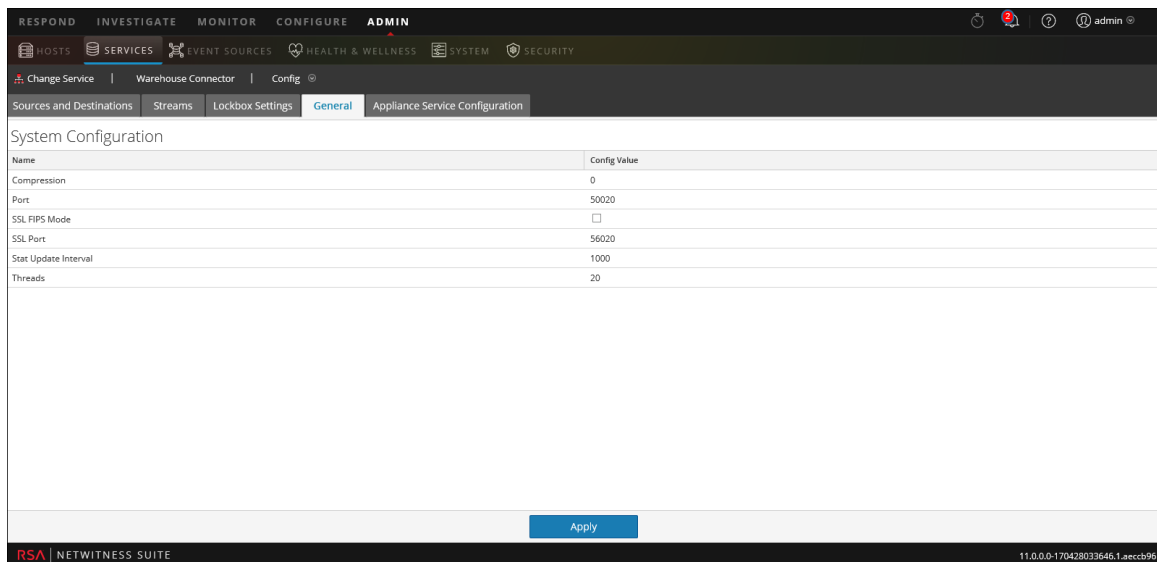 RESPOND INVESTIGATE MONITOR CONFIGURE ADMIN 2 ? admin
HOSTS SERVICES EVENT SOURCES HEALTH & WELLNESS SYSTEM SECURITY
Change Service | Warehouse Connector | Config
Sources and Destinations Streams Lockbox Settings General Appliance Service Configuration
System Configuration
Name Config Value
Compression 0
Port 50020
SSL FIPS Mode
SSL Port 56020
Stat Update Interval 1000
Threads 20
Apply
RSA | NETWITNESS SUITE 11.0.0.0-170428033646.1.aeccb96